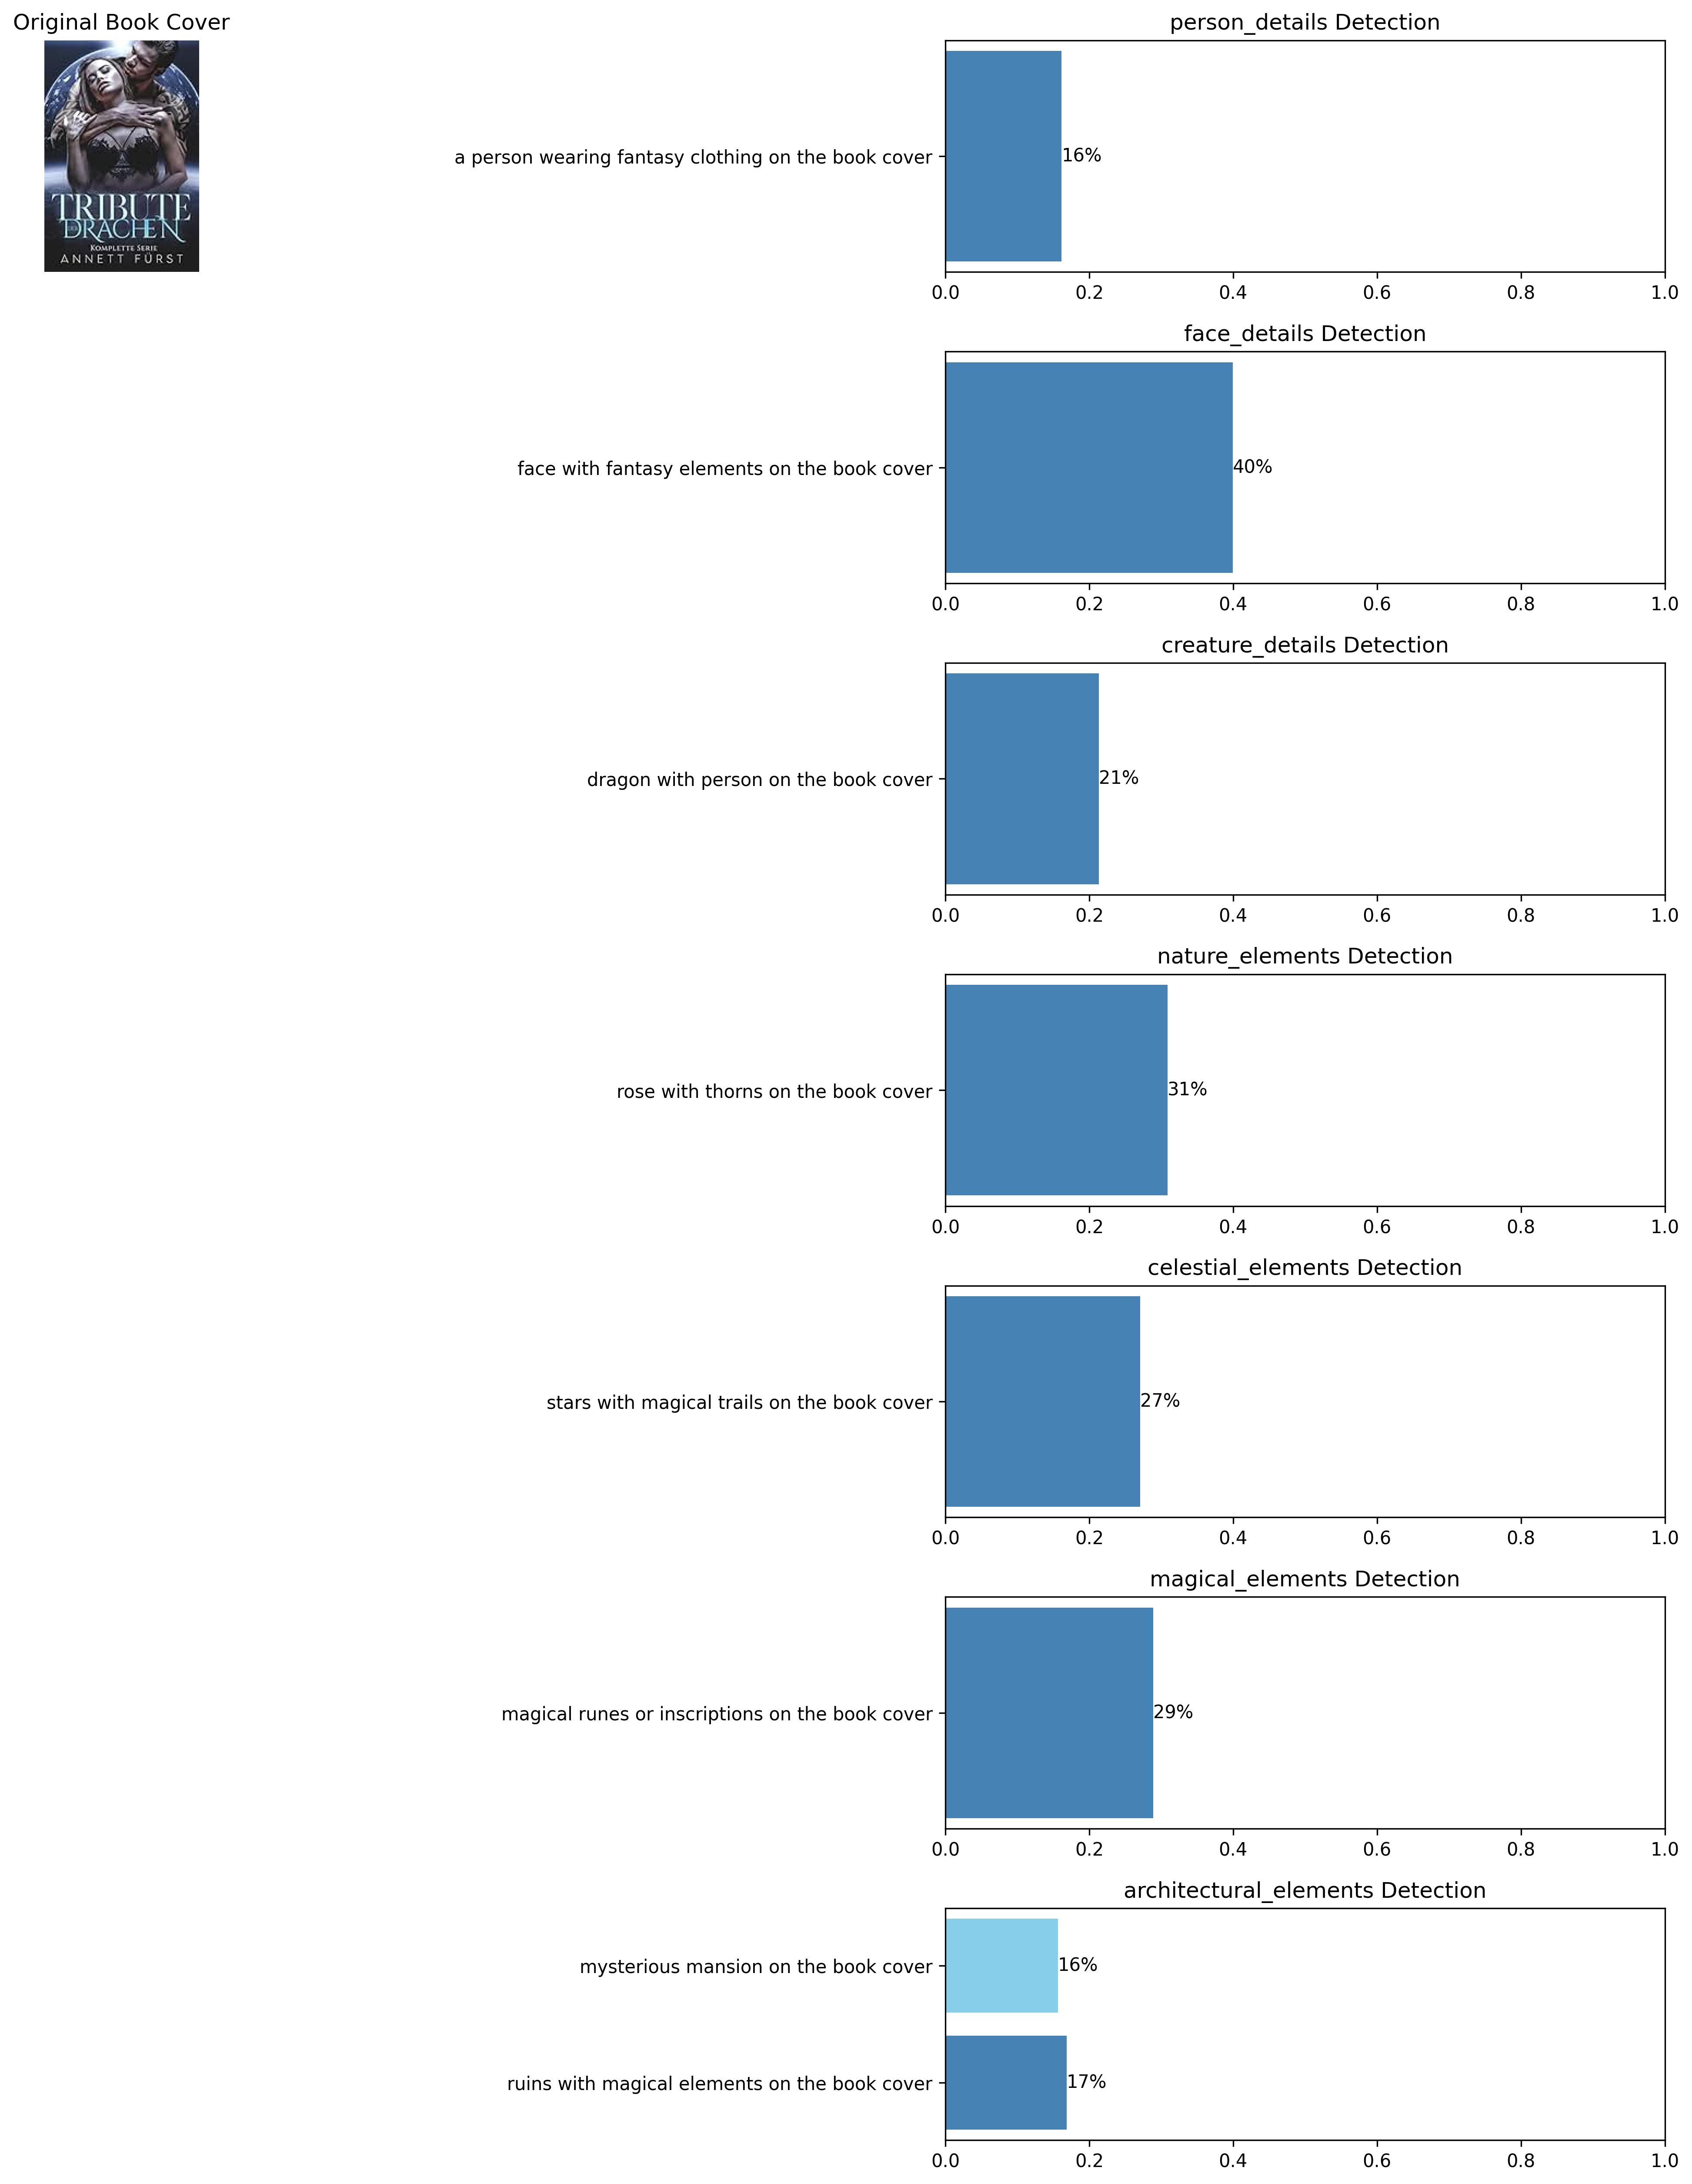 Original Book Cover
TRIBUTE
DER DRACHEN
KOMPLETTE SERIE
ANNETT FÜRST
person_details Detection
a person wearing fantasy clothing on the book cover
16%
0.0 0.2 0.4 0.6 0.8 1.0
face_details Detection
face with fantasy elements on the book cover
40%
0.0 0.2 0.4 0.6 0.8 1.0
creature_details Detection
dragon with person on the book cover
21%
0.0 0.2 0.4 0.6 0.8 1.0
nature_elements Detection
rose with thorns on the book cover
31%
0.0 0.2 0.4 0.6 0.8 1.0
celestial_elements Detection
stars with magical trails on the book cover
27%
0.0 0.2 0.4 0.6 0.8 1.0
magical_elements Detection
magical runes or inscriptions on the book cover
29%
0.0 0.2 0.4 0.6 0.8 1.0
architectural_elements Detection
mysterious mansion on the book cover
16%
ruins with magical elements on the book cover
17%
0.0 0.2 0.4 0.6 0.8 1.0